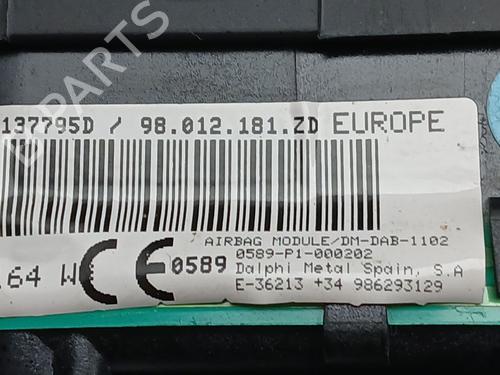 137795D / 98.012.181.ZD EUROPE
.64 W CE 0589
AIRBAG MODULE/DM-DAB-1102
0589-P1-000202
Dalphi Metal Spain, S.A
E-36213 +34 986293129